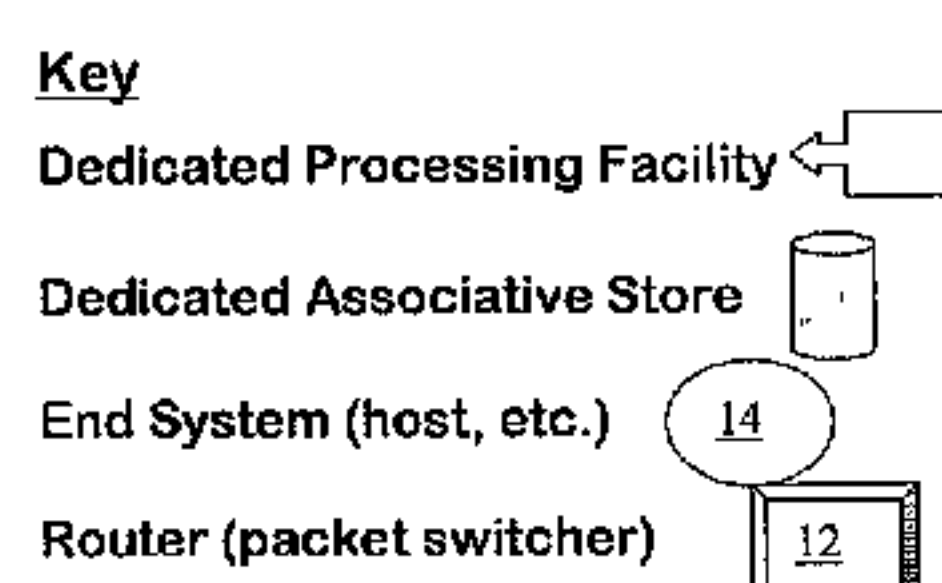 Key
Dedicated Processing Facility
Dedicated Associative Store
End System (host, etc.) 14
Router (packet switcher) 12